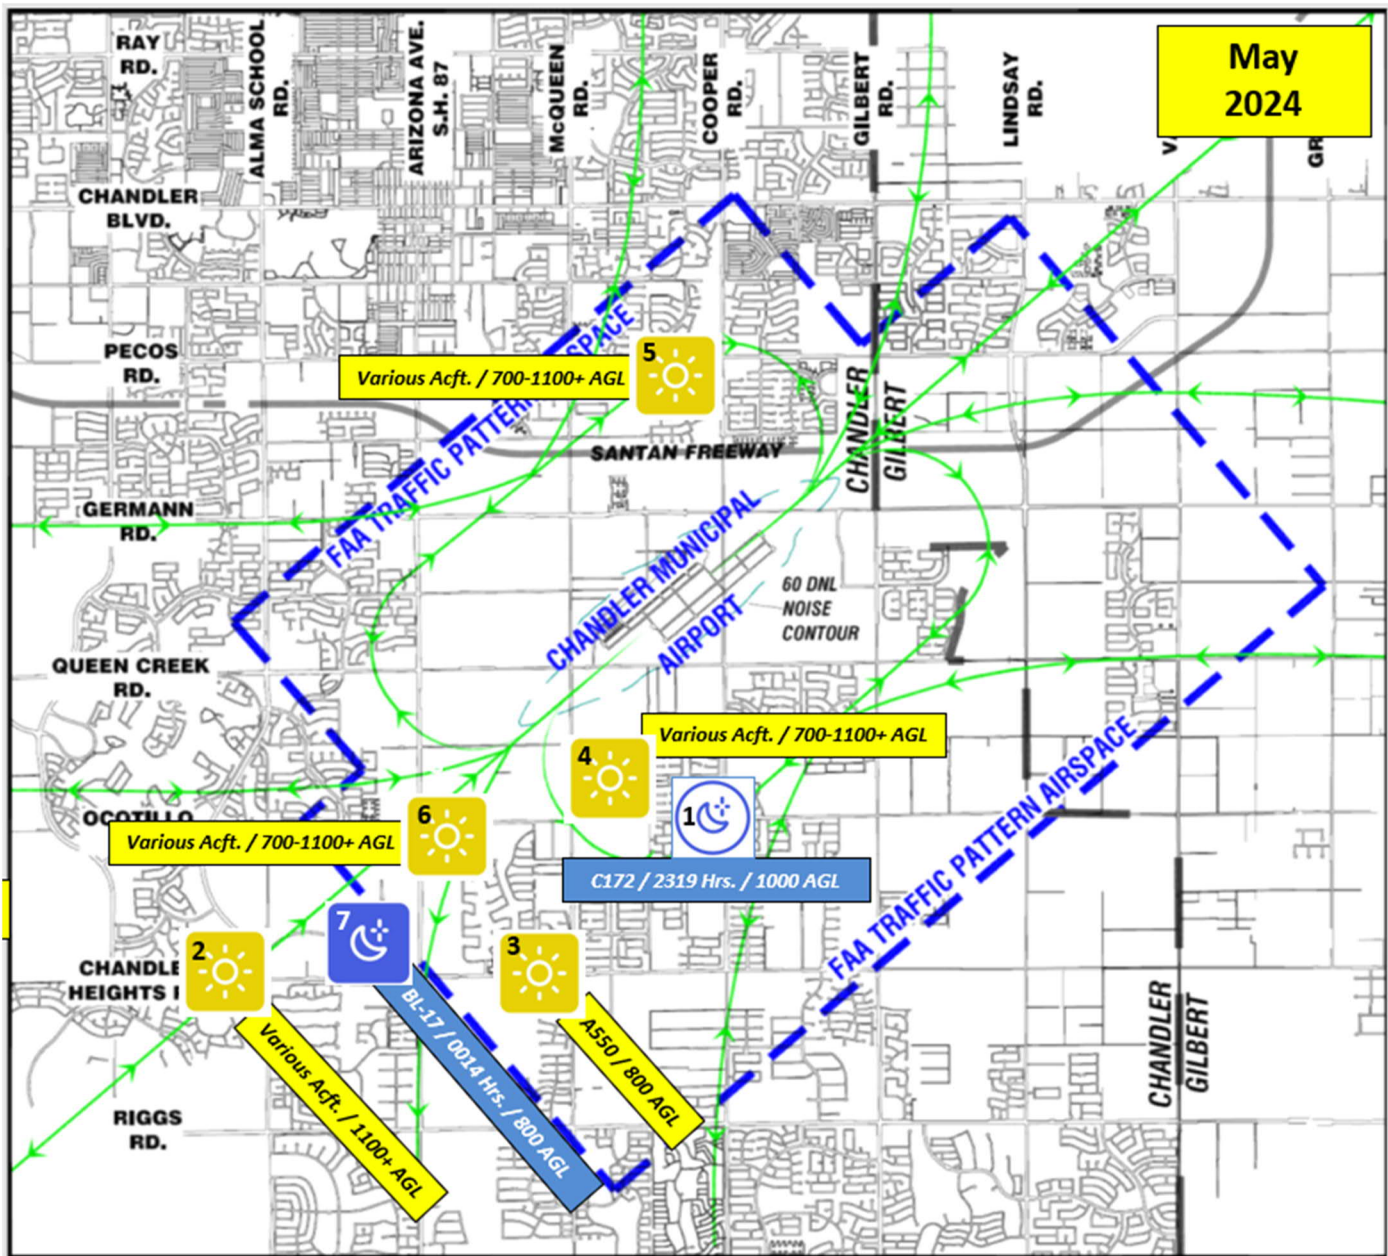 May
2024
RAY
RD.
ALMA SCHOOL
RD.
ARIZONA AVE.
S.H. 87
McQUEEN
RD.
COOPER
RD.
GILBERT
RD.
LINDSAY
RD.
GR
CHANDLER
BLVD.
PECOS
RD.
5
Various Acft. / 700-1100+ AGL
SANTAN FREEWAY
CHANDLER
GILBERT
GERMANN
RD.
FAA TRAFFIC PATTERN
SPACE
CHANDLER MUNICIPAL
AIRPORT
60 DNL
NOISE
CONTOUR
QUEEN CREEK
RD.
4
Various Acft. / 700-1100+ AGL
OCOTILLO
6
Various Acft. / 700-1100+ AGL
1
C172 / 2319 Hrs. / 1000 AGL
FAA TRAFFIC PATTERN AIRSPACE
7
BL-17 / 0014 Hrs. / 800 AGL
2
Various Acft. / 1100+ AGL
3
A550 / 800 AGL
CHANDLE
HEIGHTS
CHANDLER
GILBERT
RIGGS
RD.